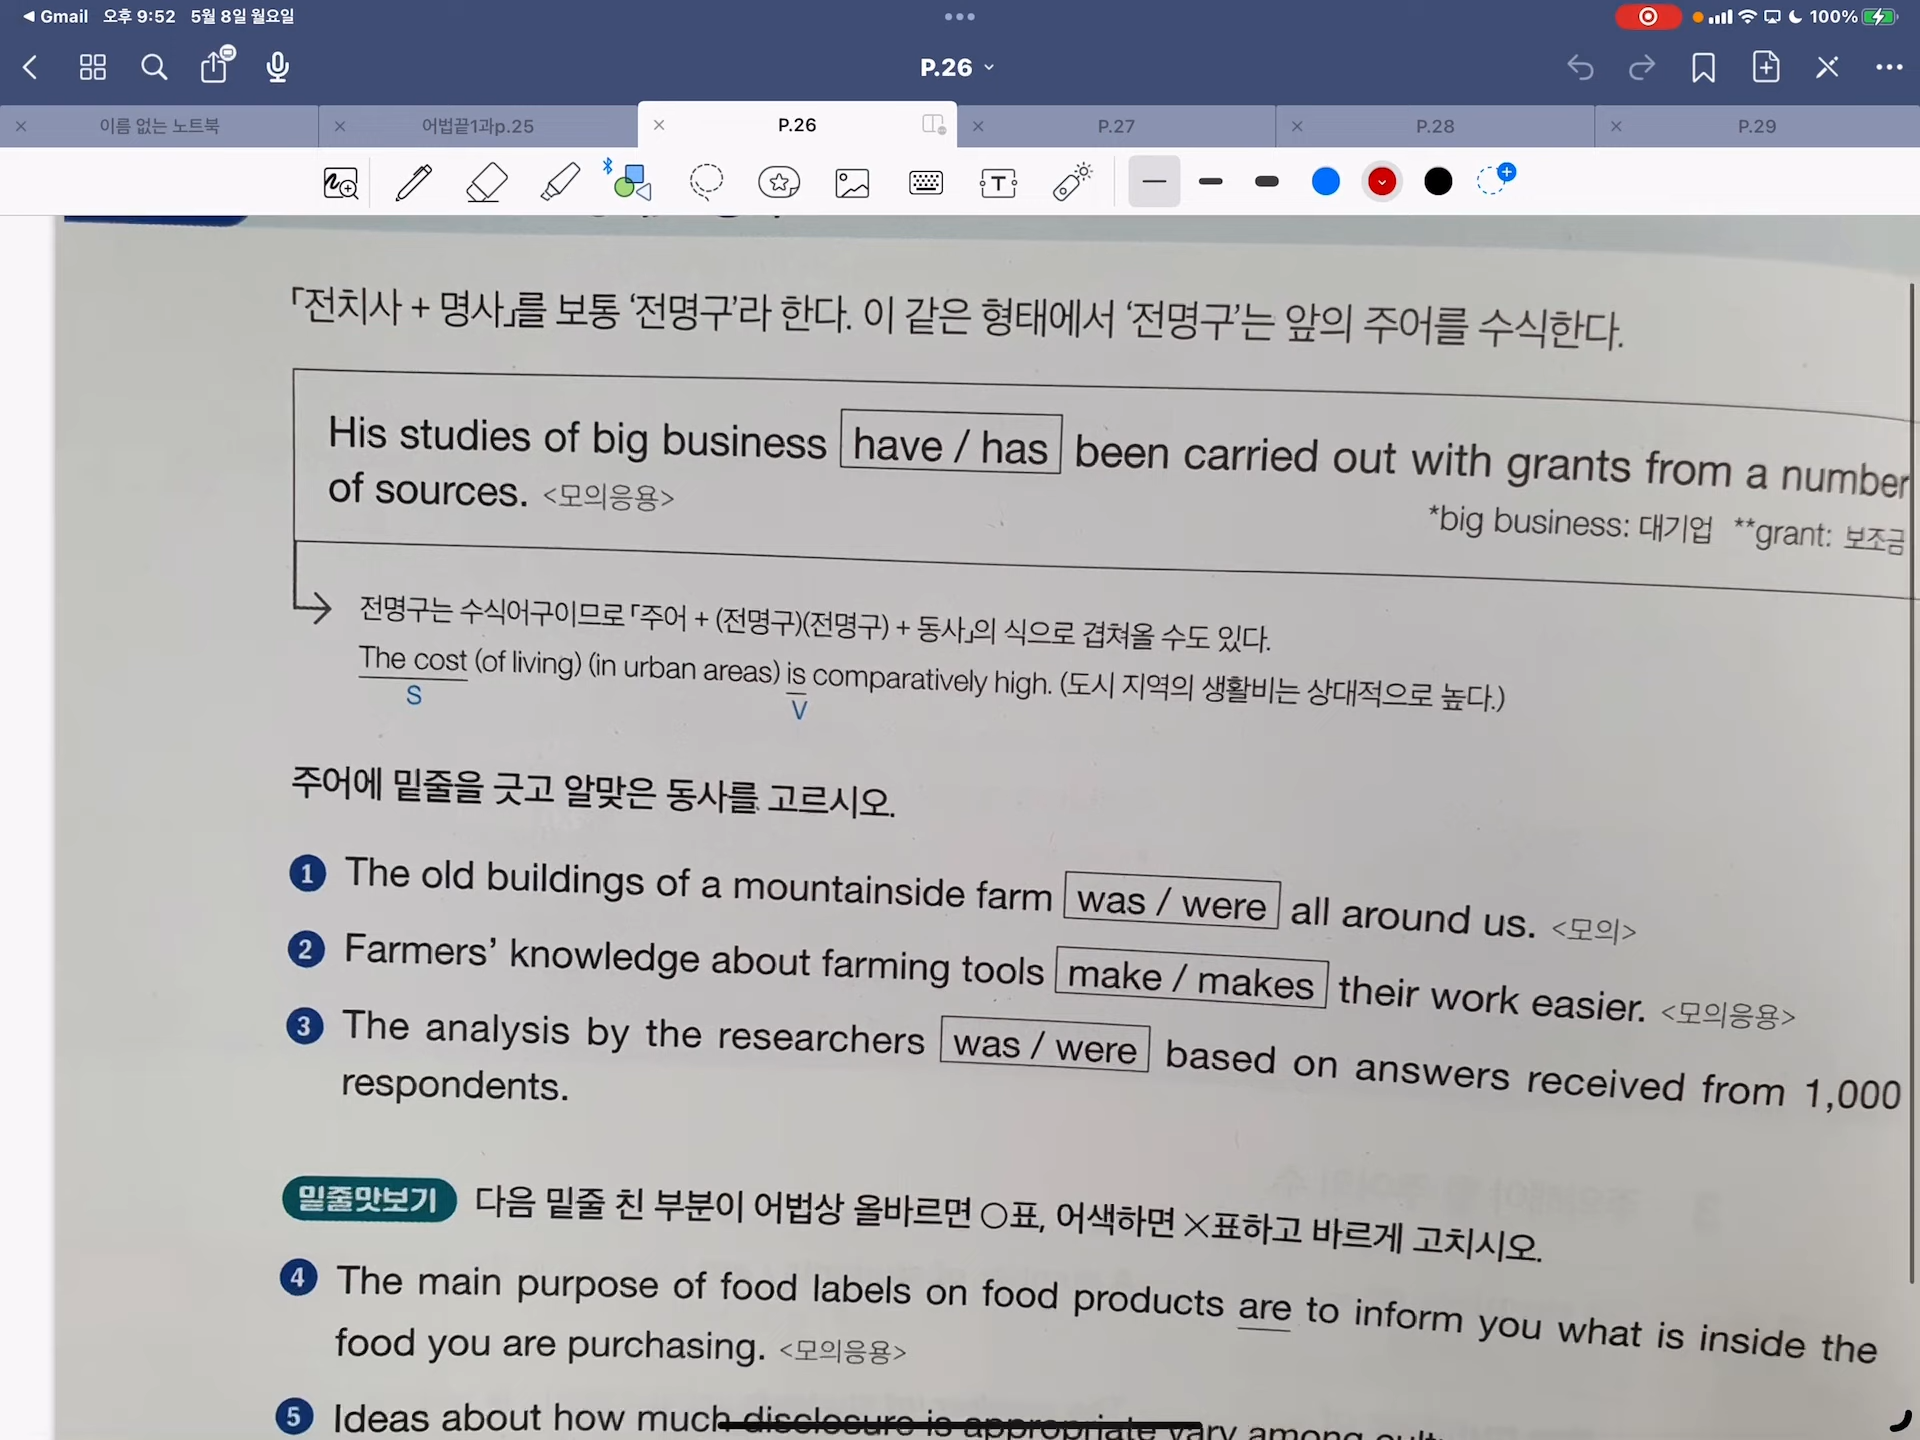 ◀ Gmail 오후 9:52 5월 8일 월요일
100%
P.26
이름 없는 노트북
어법끝1과p.25
P.26
P.27
P.28
P.29
「전치사 + 명사」를 보통 ‘전명구’라 한다. 이 같은 형태에서 ‘전명구’는 앞의 주어를 수식한다.
His studies of big business have / has been carried out with grants from a number
of sources. <모의응용>
*big business: 대기업 **grant: 보조금
전명구는 수식어구이므로 「주어 + (전명구)(전명구) + 동사」의 식으로 겹쳐올 수도 있다.
The cost (of living) (in urban areas) is comparatively high. (도시 지역의 생활비는 상대적으로 높다.)
S V
주어에 밑줄을 긋고 알맞은 동사를 고르시오.
1 The old buildings of a mountainside farm was / were all around us. <모의>
2 Farmers’ knowledge about farming tools make / makes their work easier. <모의응용>
3 The analysis by the researchers was / were based on answers received from 1,000
respondents.
밑줄맛보기 다음 밑줄 친 부분이 어법상 올바르면 ○표, 어색하면 ×표하고 바르게 고치시오.
4 The main purpose of food labels on food products are to inform you what is inside the
food you are purchasing. <모의응용>
5 Ideas about how much disclosure is appropriate vary among